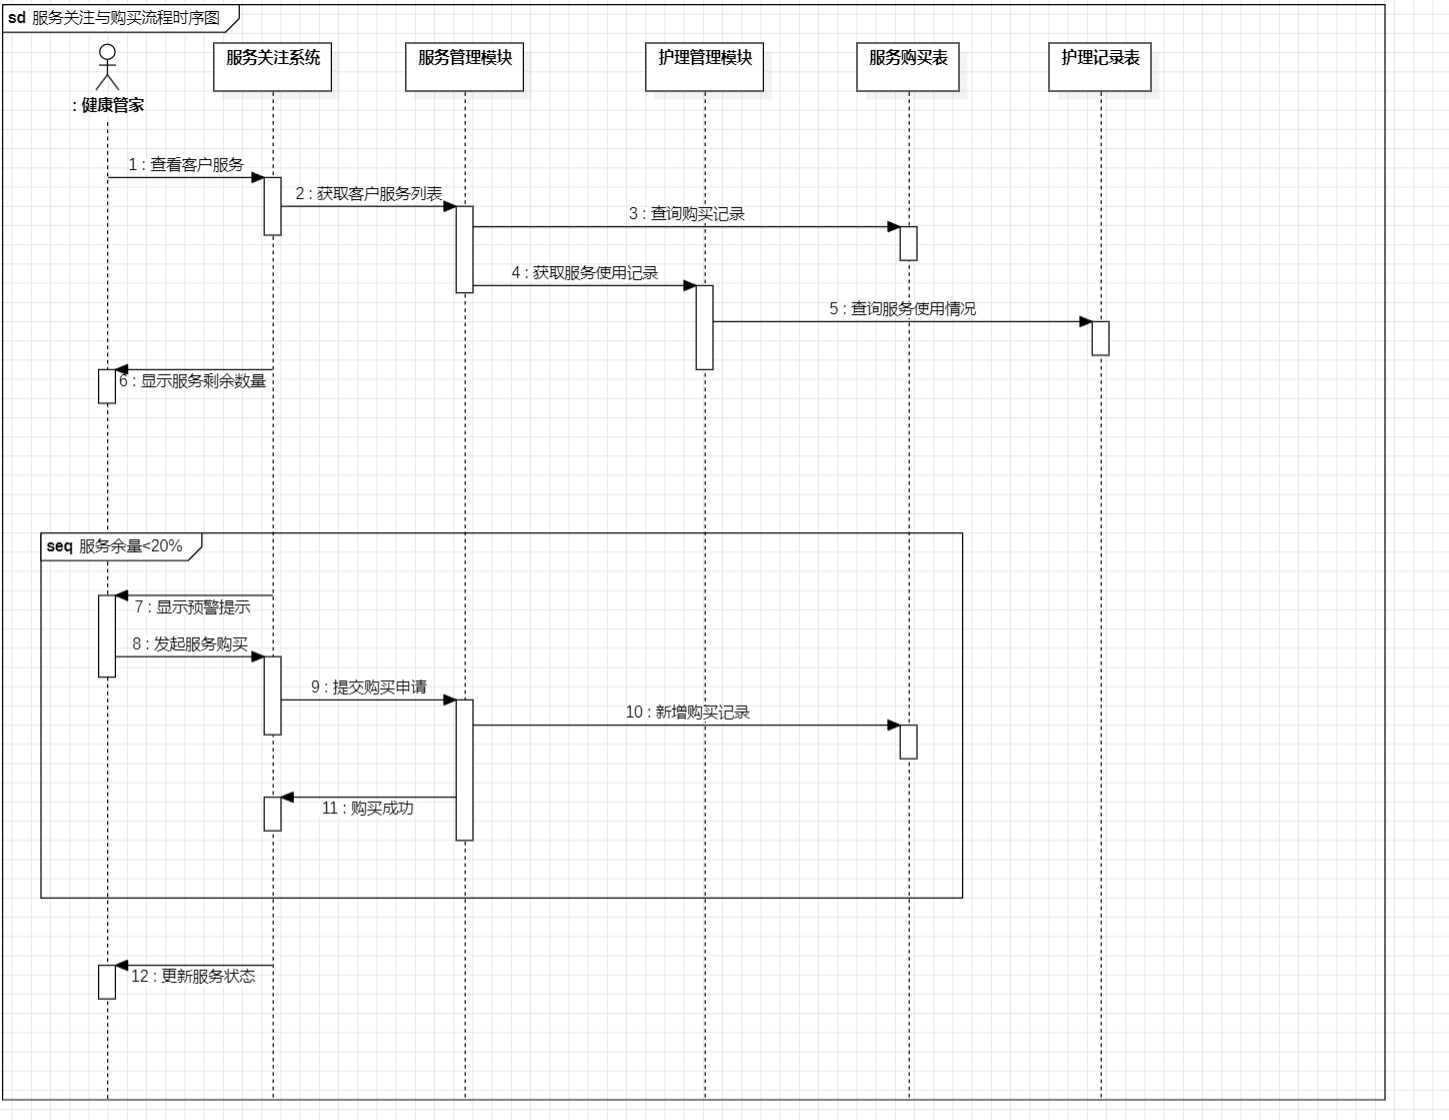 sd 服务关注与购买流程时序图
: 健康管家
服务关注系统
服务管理模块
护理管理模块
服务购买表
护理记录表
1 : 查看客户服务
2 : 获取客户服务列表
3 : 查询购买记录
4 : 获取服务使用记录
5 : 查询服务使用情况
6 : 显示服务剩余数量
seq 服务余量<20%
7 : 显示预警提示
8 : 发起服务购买
9 : 提交购买申请
10 : 新增购买记录
11 : 购买成功
12 : 更新服务状态